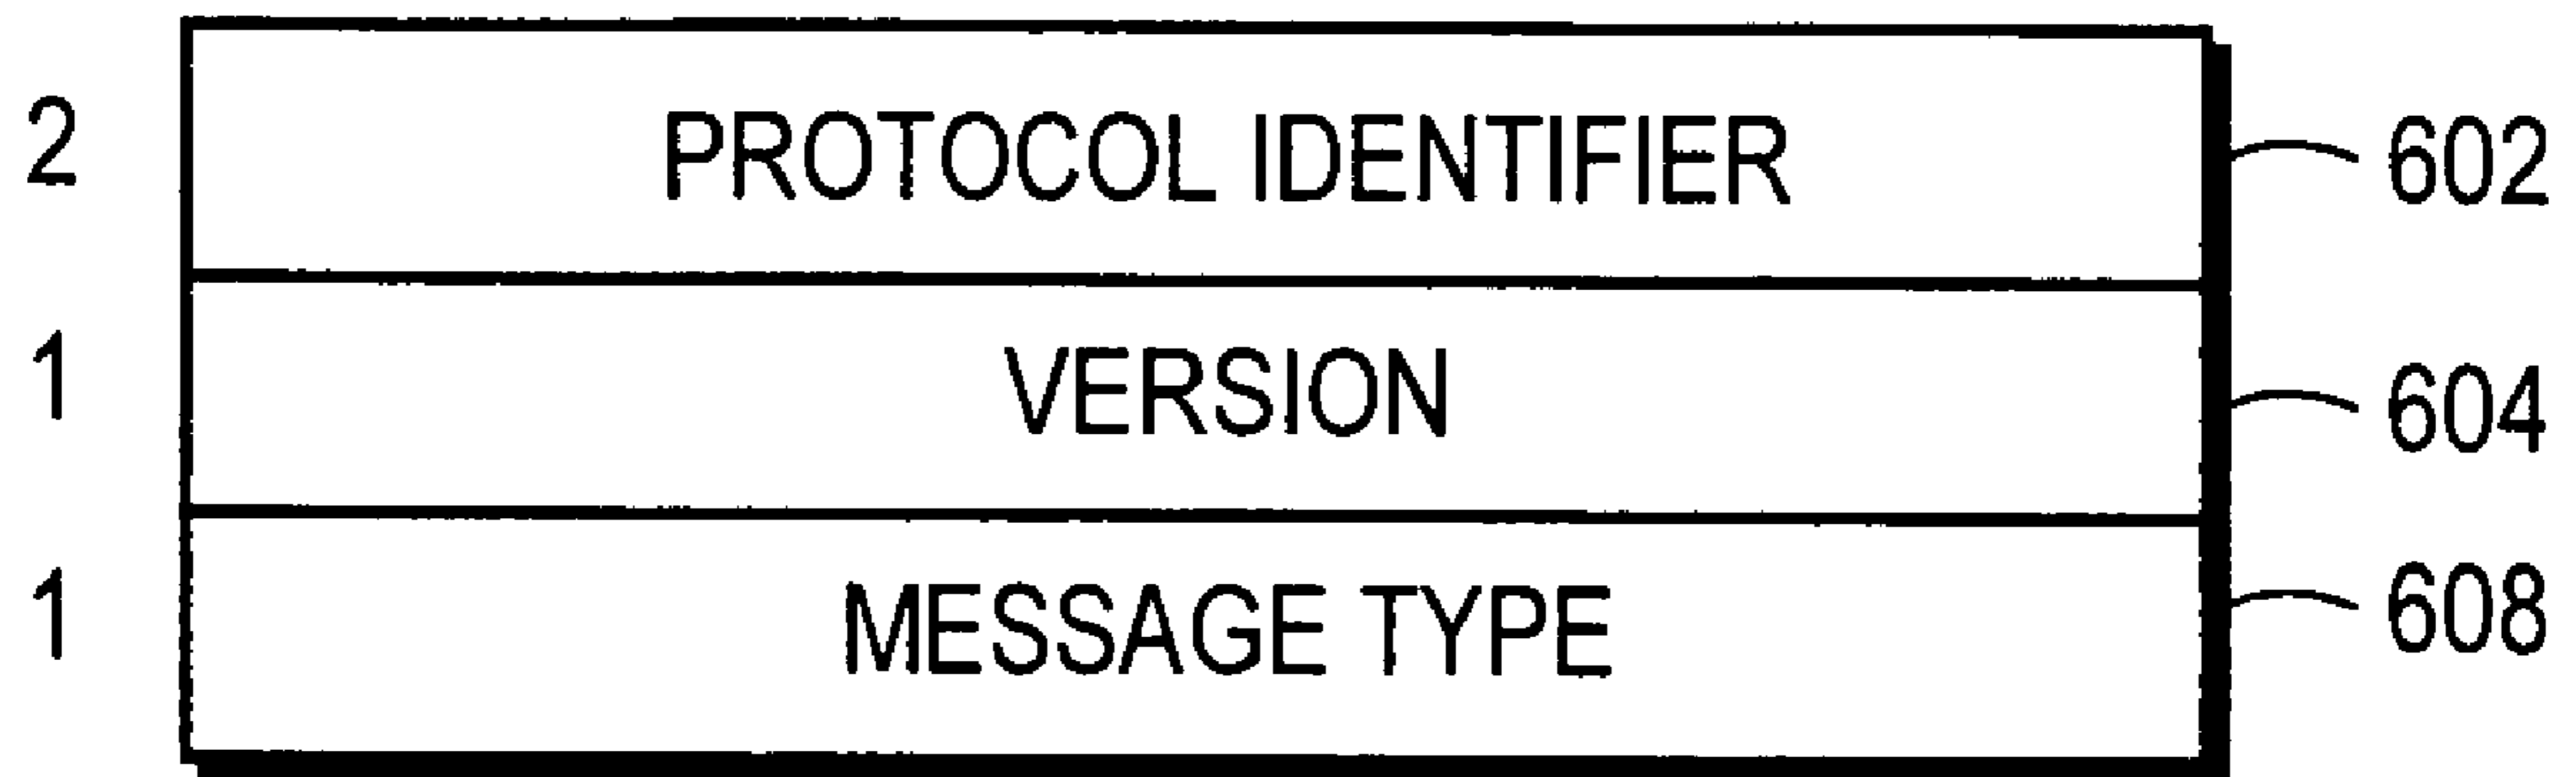 2 PROTOCOL IDENTIFIER 602
1 VERSION 604
1 MESSAGE TYPE 608